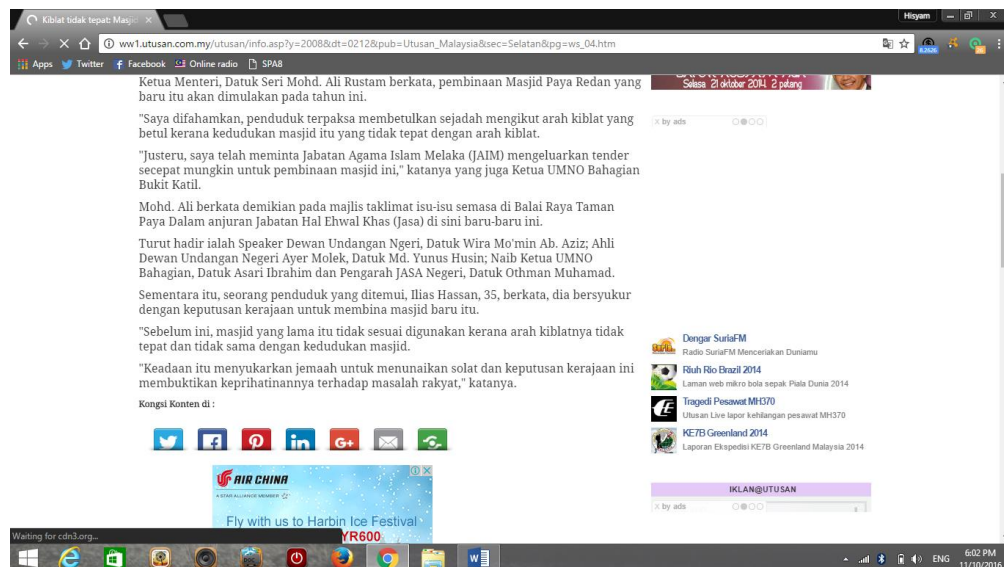 Kiblat tidak tepat: Masjid
Hisyam
ww1.utusan.com.my/utusan/info.asp?y=2008&dt=0212&pub=Utusan_Malaysia&sec=Selatan&pg=ws_04.htm
Apps Twitter Facebook Online radio SPA8
Ketua Menteri, Datuk Seri Mohd. Ali Rustam berkata, pembinaan Masjid Paya Redan yang
baru itu akan dimulakan pada tahun ini.
"Saya difahamkan, penduduk terpaksa membetulkan sejadah mengikut arah kiblat yang
betul kerana kedudukan masjid itu yang tidak tepat dengan arah kiblat.
"Justeru, saya telah meminta Jabatan Agama Islam Melaka (JAIM) mengeluarkan tender
secepat mungkin untuk pembinaan masjid ini," katanya yang juga Ketua UMNO Bahagian
Bukit Katil.
Mohd. Ali berkata demikian pada majlis taklimat isu-isu semasa di Balai Raya Taman
Paya Dalam anjuran Jabatan Hal Ehwal Khas (Jasa) di sini baru-baru ini.
Turut hadir ialah Speaker Dewan Undangan Ngeri, Datuk Wira Mo'min Ab. Aziz; Ahli
Dewan Undangan Negeri Ayer Molek, Datuk Md. Yunus Husin; Naib Ketua UMNO
Bahagian, Datuk Asari Ibrahim dan Pengarah JASA Negeri, Datuk Othman Muhamad.
Sementara itu, seorang penduduk yang ditemui, Ilias Hassan, 35, berkata, dia bersyukur
dengan keputusan kerajaan untuk membina masjid baru itu.
"Sebelum ini, masjid yang lama itu tidak sesuai digunakan kerana arah kiblatnya tidak
tepat dan tidak sama dengan kedudukan masjid.
"Keadaan itu menyukarkan jemaah untuk menunaikan solat dan keputusan kerajaan ini
membuktikan keprihatinannya terhadap masalah rakyat," katanya.
Kongsi Konten di :
AIR CHINA
A STAR ALLIANCE MEMBER
Fly with us to Harbin Ice Festival
YR600
Selasa 21 oktober 2014 2 petang
x by ads
Dengar SuriaFM
Radio SuriaFM Menceriakan Duniamu
Riuh Rio Brazil 2014
Laman web mikro bola sepak Piala Dunia 2014
Tragedi Pesawat MH370
Utusan Live lapor kehilangan pesawat MH370
KE7B Greenland 2014
Laporan Ekspedisi KE7B Greenland Malaysia 2014
IKLAN@UTUSAN
x by ads
Waiting for cdn3.org...
ENG
6:02 PM
11/10/2016